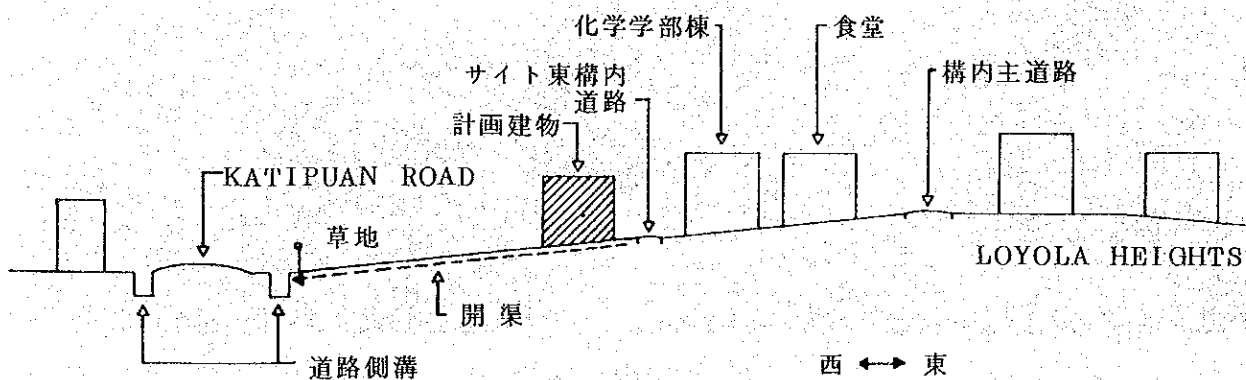 化学学部棟
食堂
サイト東構内
道路
構内主道路
計画建物
KATIPUAN ROAD
草地
LOYOLA HEIGHTS
開渠
道路側溝
西 ↔ 東